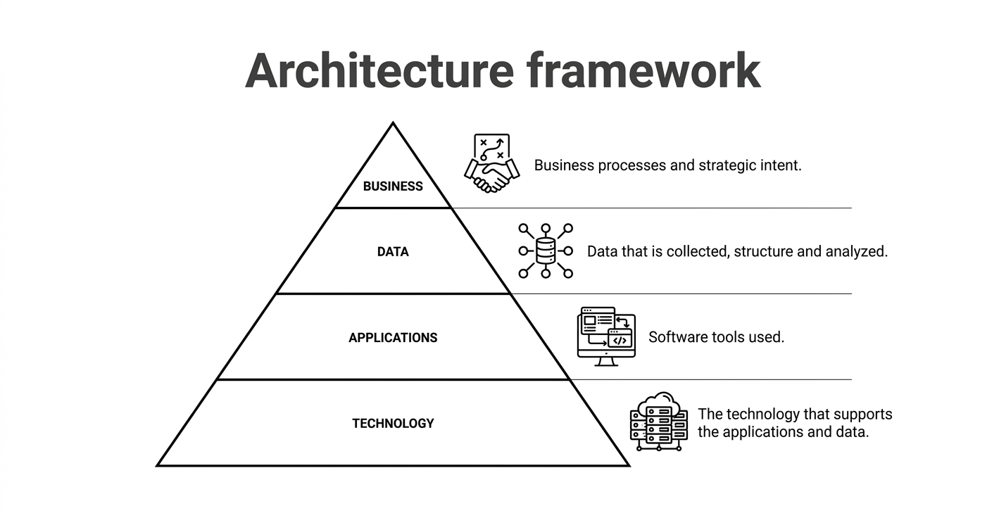 Architecture framework
BUSINESS
Business processes and strategic intent.
DATA
Data that is collected, structure and analyzed.
APPLICATIONS
Software tools used.
TECHNOLOGY
The technology that supports
the applications and data.